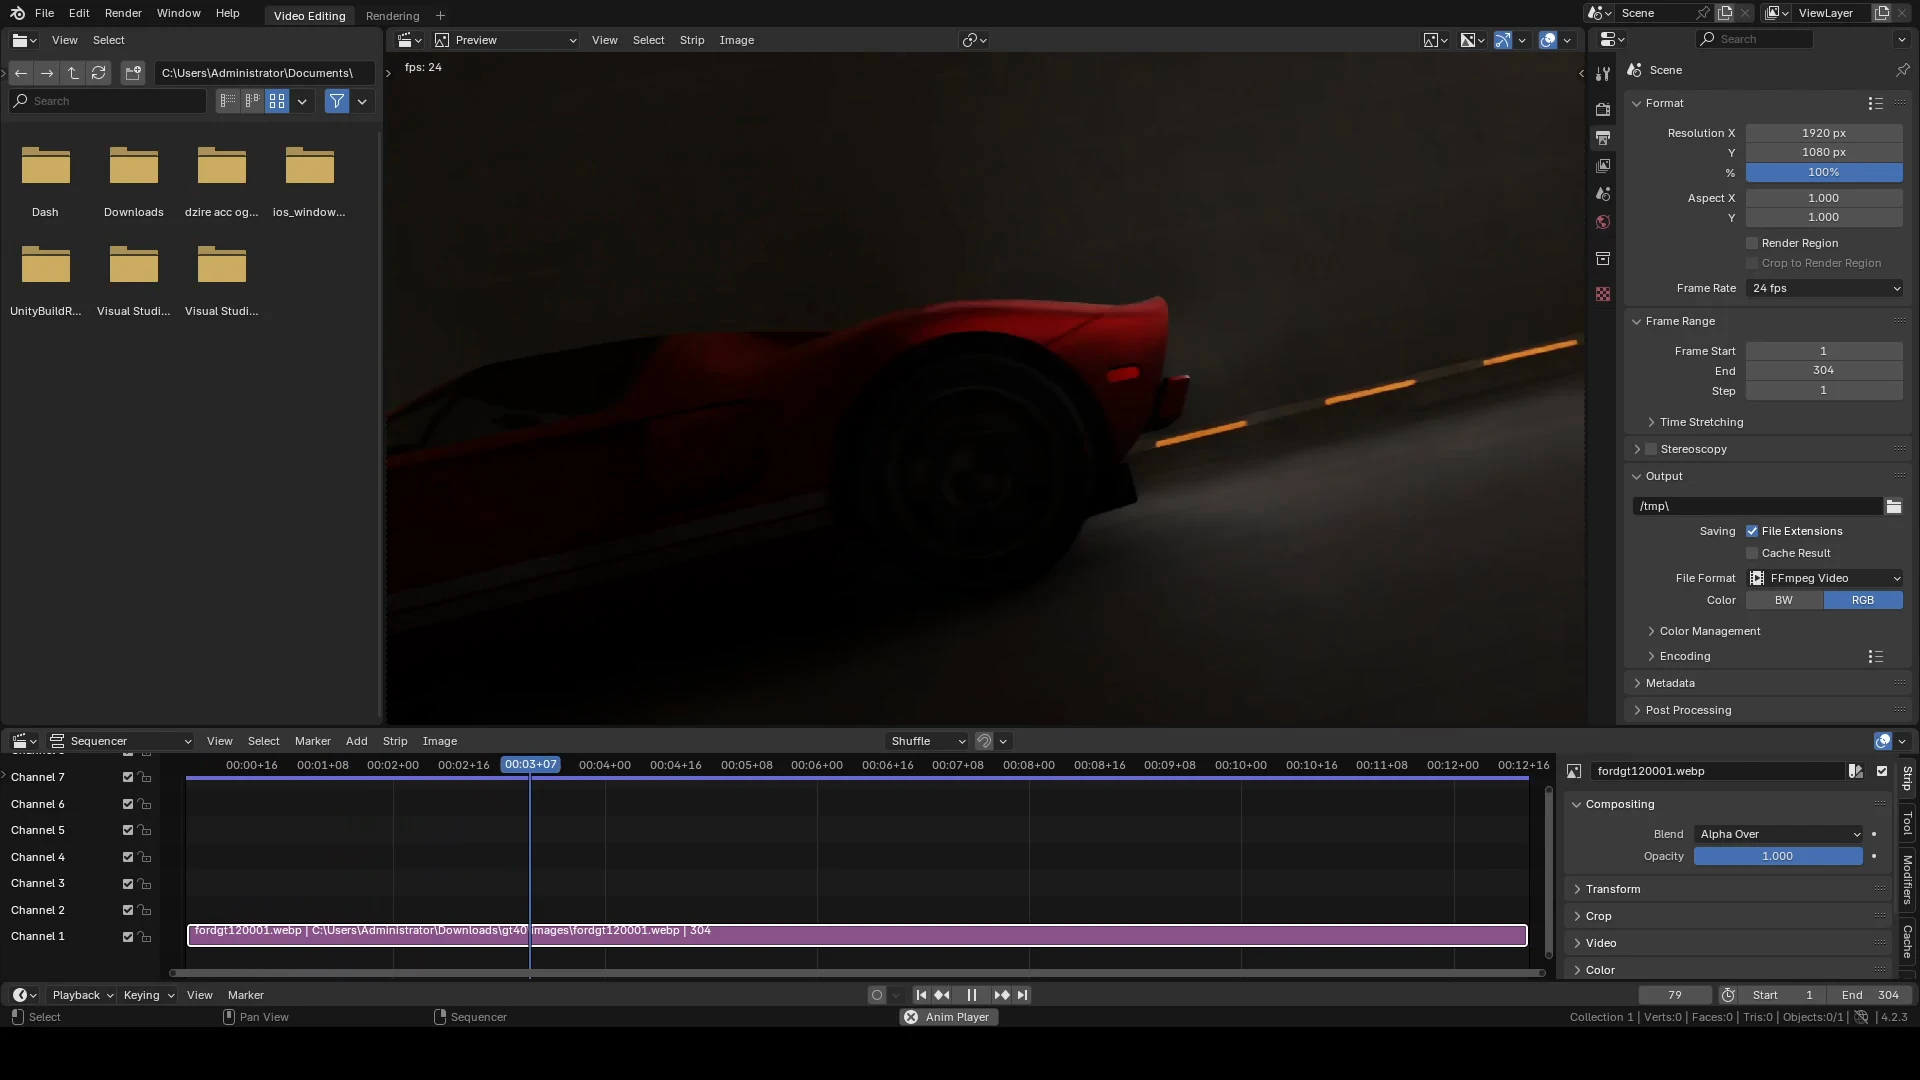 File Edit Render Window Help Video Editing Rendering + Scene ViewLayer
View Select
Preview View Select Strip Image
Search
C:\Users\Administrator\Documents\
fps: 24
Scene
Search
Dash Downloads dzire acc og... ios_window...
UnityBuildR... Visual Studi... Visual Studi...
Format
Resolution X 1920 px
Y 1080 px
% 100%
Aspect X 1.000
Y 1.000
Render Region
Crop to Render Region
Frame Rate 24 fps
Frame Range
Frame Start 1
End 304
Step 1
Time Stretching
Stereoscopy
Output
/tmp\
Saving File Extensions
Cache Result
File Format FFmpeg Video
Color BW RGB
Color Management
Encoding
Metadata
Post Processing
Sequencer View Select Marker Add Strip Image Shuffle
00:00+16 00:01+08 00:02+00 00:02+16 00:03+07 00:04+00 00:04+16 00:05+08 00:06+00 00:06+16 00:07+08 00:08+00 00:08+16 00:09+08 00:10+00 00:10+16 00:11+08 00:12+00 00:12+16
Channel 7
Channel 6
Channel 5
Channel 4
Channel 3
Channel 2
Channel 1
fordgt120001.webp | C:\Users\Administrator\Downloads\gt40 images\fordgt120001.webp | 304
fordgt120001.webp
Compositing
Blend Alpha Over
Opacity 1.000
Transform
Crop
Video
Color
Strip
Tool
Modifiers
Cache
Playback Keying View Marker 79 Start 1 End 304
Select Pan View Sequencer Anim Player Collection 1 | Verts:0 | Faces:0 | Tris:0 | Objects:0/1 | 4.2.3